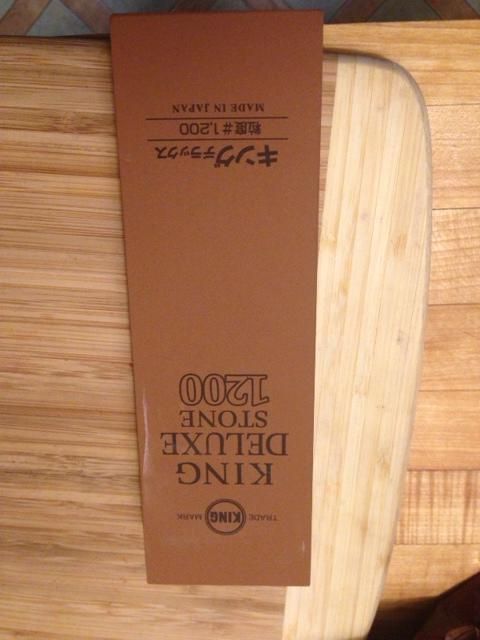 TRADE KING MARK
KING
DELUXE
STONE
1200
キングデラックス
粒度#1,200
MADE IN JAPAN